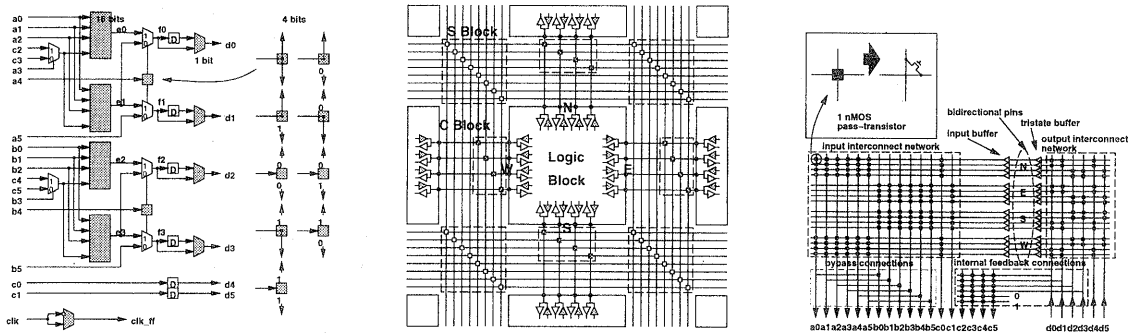 a0
a1
a2
c2
c3
a3
a4
a5
b0
b1
b2
c4
c5
b3
b4
b5
c0
c1
clk
16 bits
e0
f0
D
d0
1 bit
e1
f1
D
d1
e2
f2
D
d2
e3
f3
D
d3
D
d4
D
d5
clk_ff
4 bits
S Block
C Block
N
W
E
S
Logic
Block
1 nMOS
pass-transistor
bidirectional pins
tristate buffer
input buffer
output interconnect
network
input interconnect network
N
E
S
W
bypass connections
internal feedback connections
0
1
a0a1a2a3a4a5b0b1b2b3b4b5c0c1c2c3c4c5
d0d1d2d3d4d5